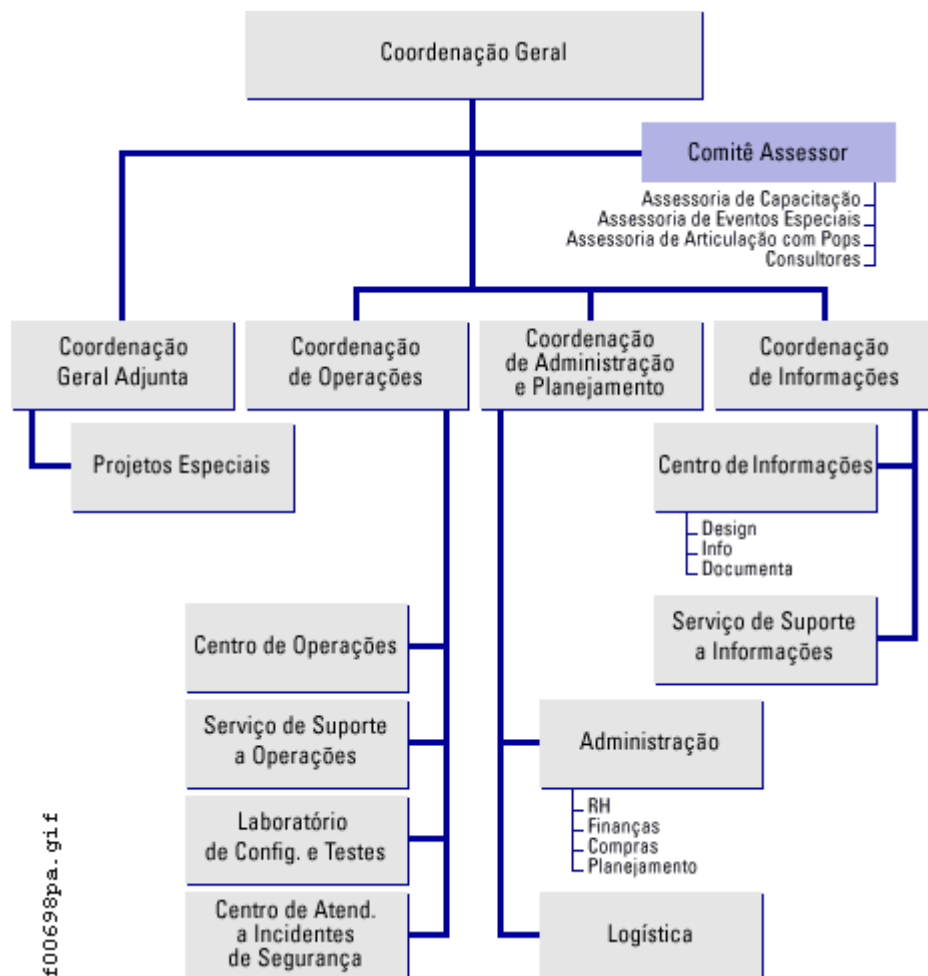 Coordenação Geral
Comitê Assessor
Assessoria de Capacitação
Assessoria de Eventos Especiais
Assessoria de Articulação com Pops
Consultores
Coordenação
Geral Adjunta
Coordenação
de Operações
Coordenação
de Administração
e Planejamento
Coordenação
de Informações
Projetos Especiais
Centro de Informações
Design
Info
Documenta
Serviço de Suporte
a Informações
Centro de Operações
Serviço de Suporte
a Operações
Laboratório
de Config. e Testes
Centro de Atend.
a Incidentes
de Segurança
Administração
RH
Finanças
Compras
Planejamento
Logística
f00698pa.gif